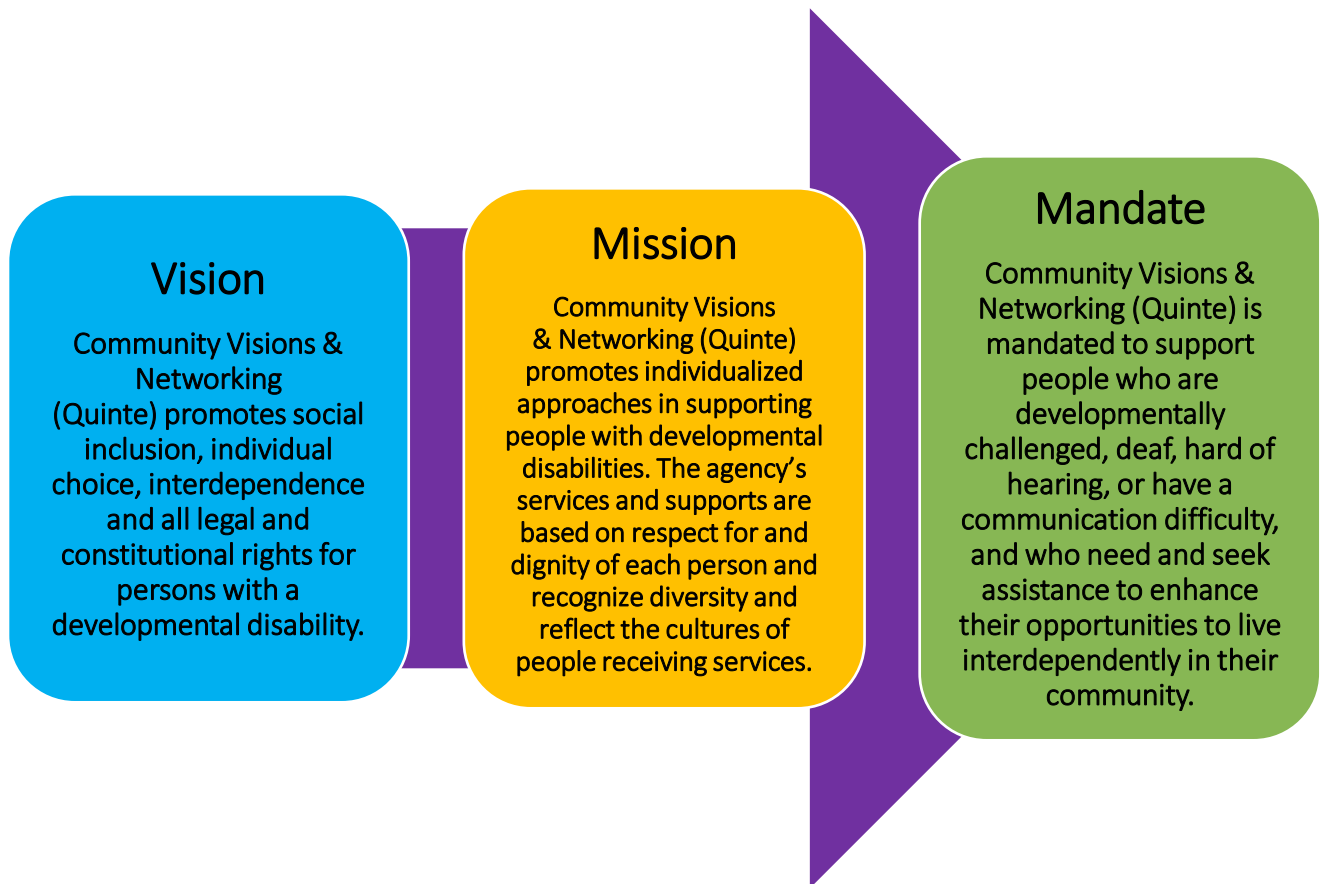 Vision
Community Visions &
Networking
(Quinte) promotes social
inclusion, individual
choice, interdependence
and all legal and
constitutional rights for
persons with a
developmental disability.
Mission
Community Visions
& Networking (Quinte)
promotes individualized
approaches in supporting
people with developmental
disabilities. The agency’s
services and supports are
based on respect for and
dignity of each person and
recognize diversity and
reflect the cultures of
people receiving services.
Mandate
Community Visions &
Networking (Quinte) is
mandated to support
people who are
developmentally
challenged, deaf, hard of
hearing, or have a
communication difficulty,
and who need and seek
assistance to enhance
their opportunities to live
interdependently in their
community.